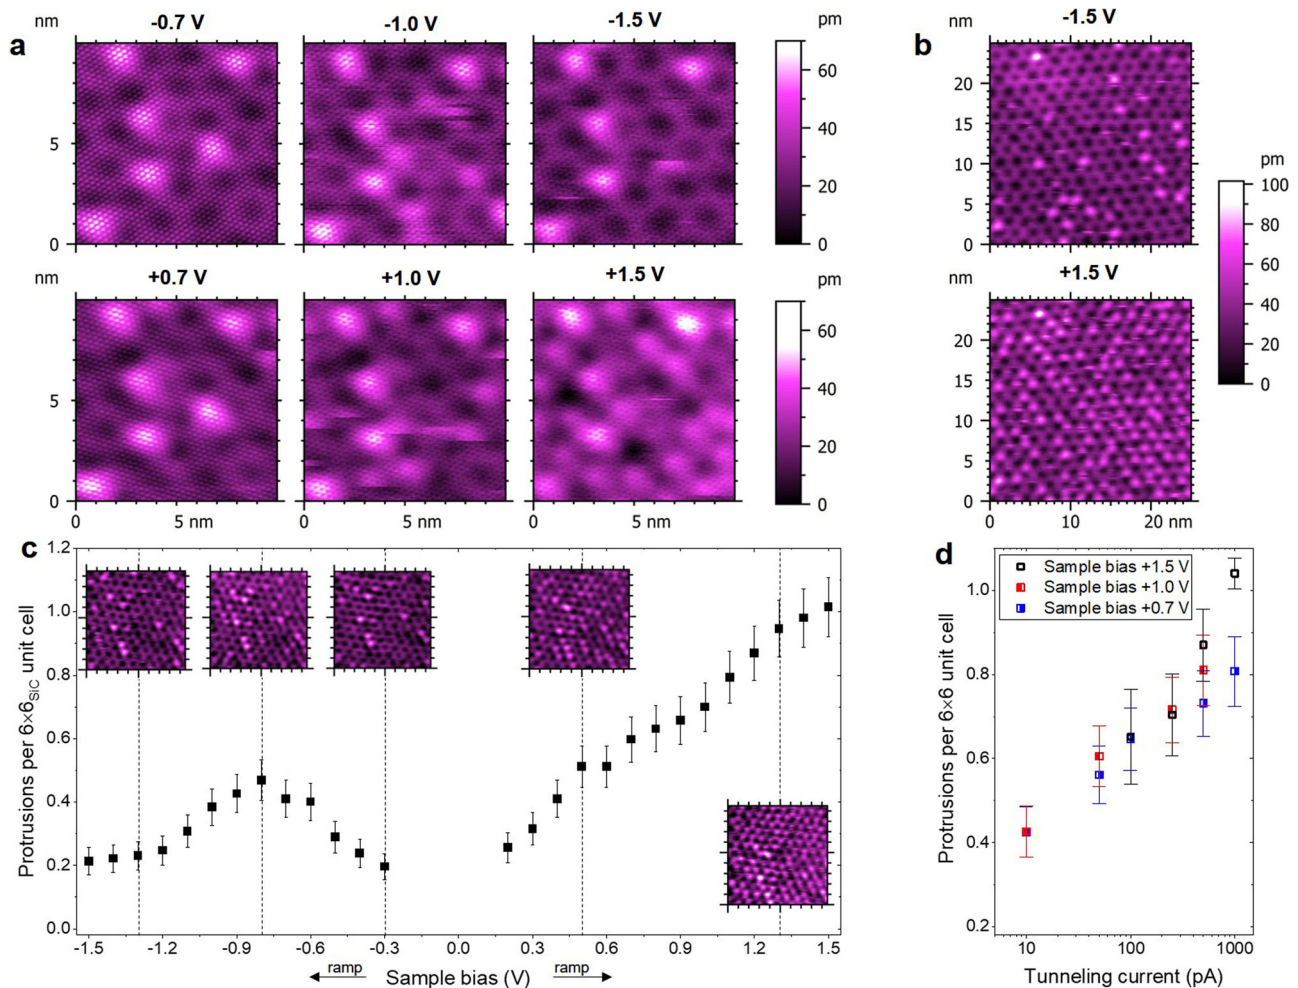 a
nm
-0.7 V
-1.0 V
-1.5 V
pm
5
0
60
40
20
0
b
nm
-1.5 V
20
15
10
5
0
nm
+0.7 V
+1.0 V
+1.5 V
pm
5
0
0
5 nm
0
5 nm
0
5 nm
60
40
20
0
nm
+1.5 V
20
15
10
5
0
0
10
20 nm
pm
100
80
60
40
20
0
c
Protrusions per 6×6SiC unit cell
1.2
1.0
0.8
0.6
0.4
0.2
0.0
-1.5
-1.2
-0.9
-0.6
-0.3
0.0
0.3
0.6
0.9
1.2
1.5
ramp
Sample bias (V)
ramp
d
Protrusions per 6×6 unit cell
1.0
0.8
0.6
0.4
0.2
Sample bias +1.5 V
Sample bias +1.0 V
Sample bias +0.7 V
10
100
1000
Tunneling current (pA)